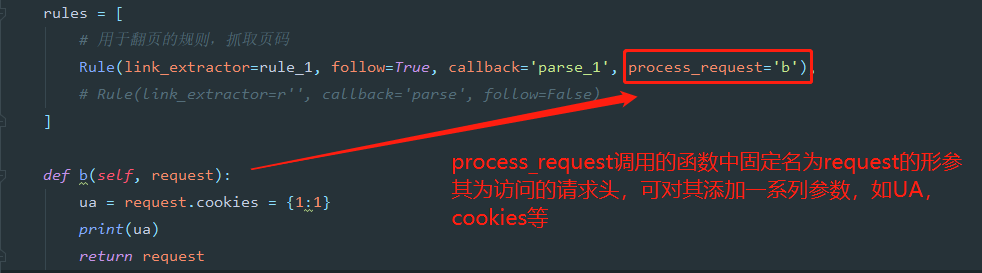 rules = [
# 用于翻页的规则，抓取页码
Rule(link_extractor=rule_1, follow=True, callback='parse_1', process_request='b'),
# Rule(link_extractor=r'', callback='parse', follow=False)
]
def b(self, request):
ua = request.cookies = {1:1}
print(ua)
return request
process_request调用的函数中固定名为request的形参
其为访问的请求头，可对其添加一系列参数，如UA，
cookies等